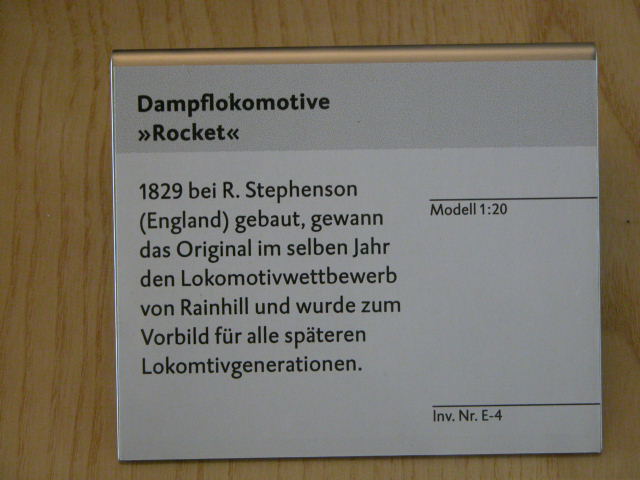 Dampflokomotive
»Rocket«
1829 bei R. Stephenson
(England) gebaut, gewann
das Original im selben Jahr
den Lokomotivwettbewerb
von Rainhill und wurde zum
Vorbild für alle späteren
Lokomtivgenerationen.
Modell 1:20
Inv. Nr. E-4